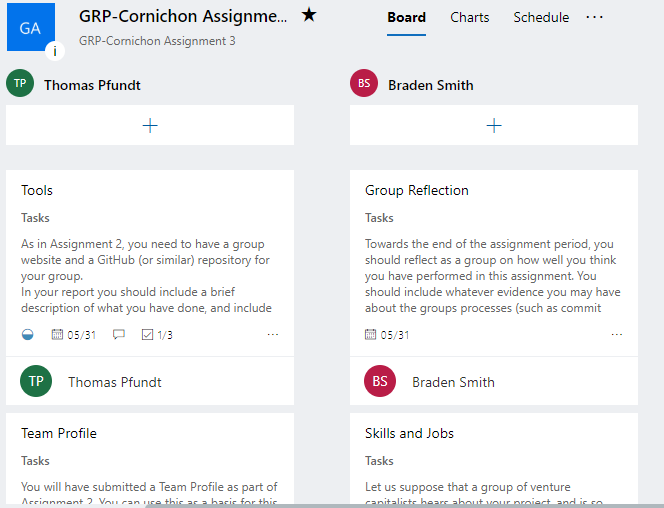 GA
i
GRP-Cornichon Assignme...
GRP-Cornichon Assignment 3
Board Charts Schedule ...
TP Thomas Pfundt
Tools
Tasks
As in Assignment 2, you need to have a group
website and a GitHub (or similar) repository for
your group.
In your report you should include a brief
description of what you have done, and include
05/31 1/3 ...
TP Thomas Pfundt
Team Profile
Tasks
You will have submitted a Team Profile as part of
Assignment 2. You can use this as a basis for this
BS Braden Smith
Group Reflection
Tasks
Towards the end of the assignment period, you
should reflect as a group on how well you think
you have performed in this assignment. You
should include whatever evidence you may have
about the groups processes (such as commit
05/31 ...
BS Braden Smith
Skills and Jobs
Tasks
Let us suppose that a group of venture
capitalists hears about your project, and is so